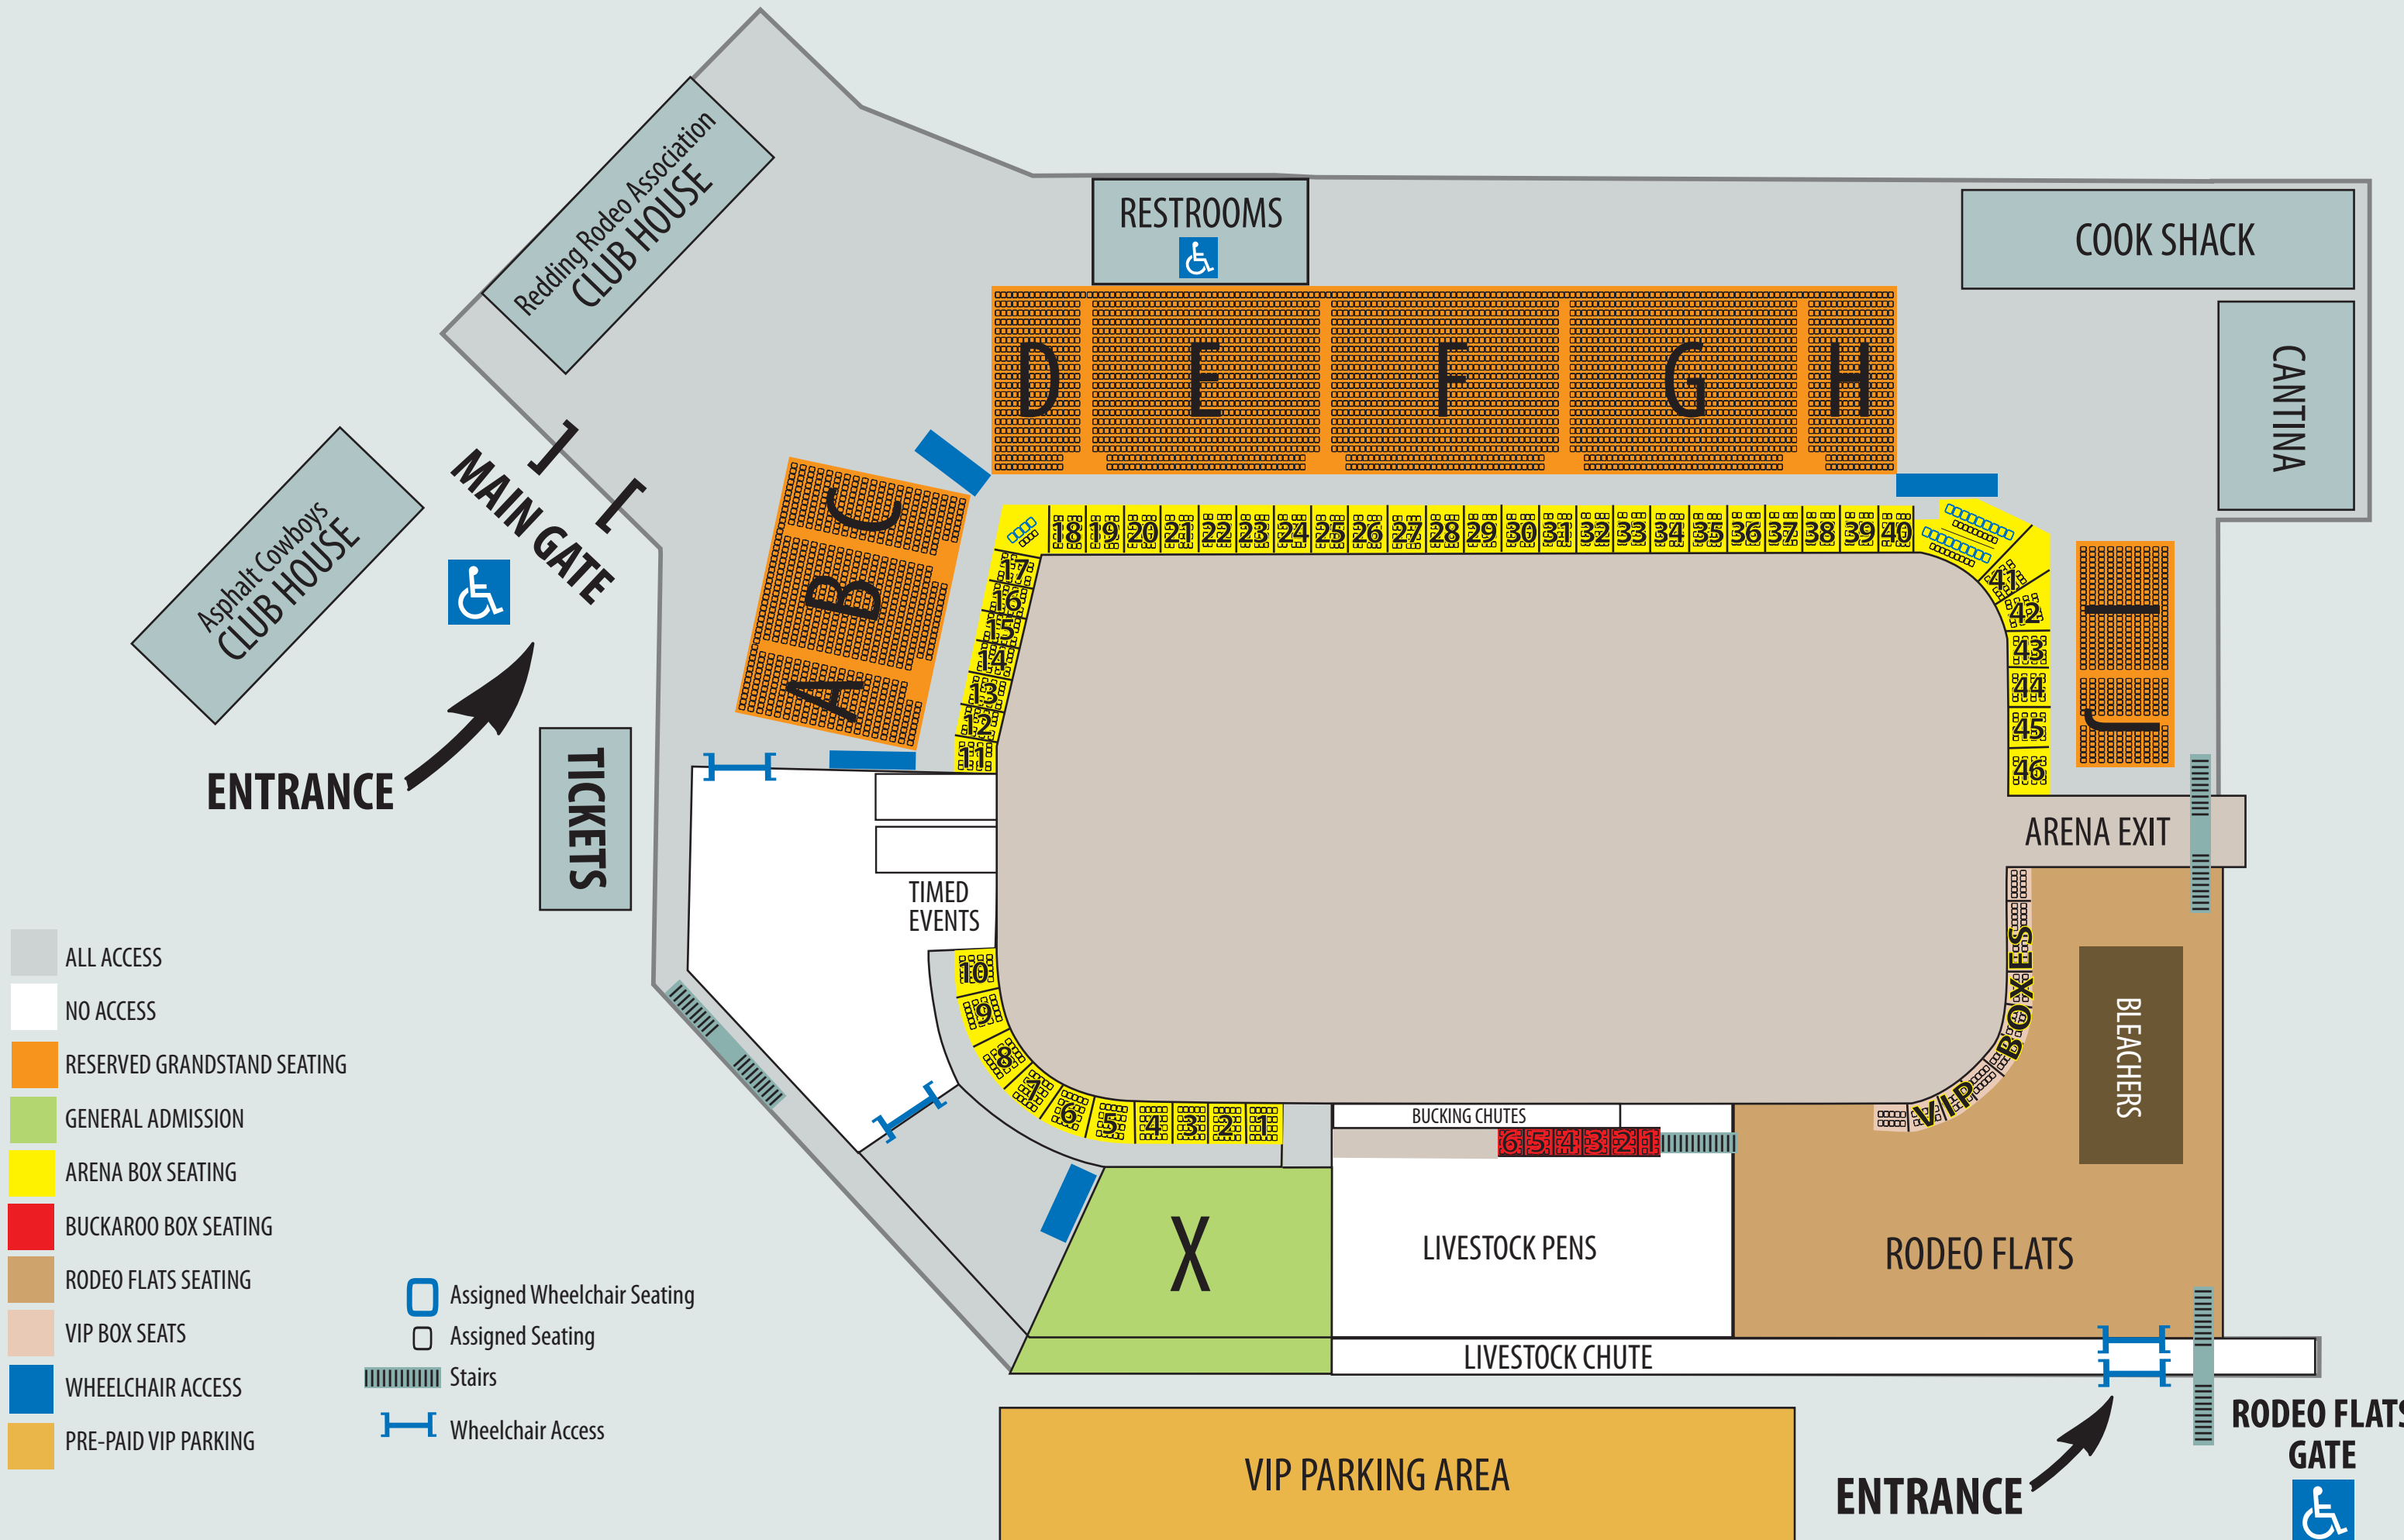 Redding Rodeo Association
CLUB HOUSE
RESTROOMS
COOK SHACK
CANTINA
D E F G H
A B C
MAIN GATE
Asphalt Cowboys
CLUB HOUSE
ENTRANCE
TICKETS
18 19 20 21 22 23 24 25 26 27 28 29 30 31 32 33 34 35 36 37 38 39 40
17
16
15
14
13
12
11
41
42
43
44
45
46
I
J
ARENA EXIT
TIMED
EVENTS
10
9
8
7
6
5 4 3 2 1
BUCKING CHUTES
6 5 4 3 2 1
VIP BOXES
BLEACHERS
X
LIVESTOCK PENS
RODEO FLATS
LIVESTOCK CHUTE
VIP PARKING AREA
ENTRANCE
RODEO FLATS
GATE
ALL ACCESS
NO ACCESS
RESERVED GRANDSTAND SEATING
GENERAL ADMISSION
ARENA BOX SEATING
BUCKAROO BOX SEATING
RODEO FLATS SEATING
VIP BOX SEATS
WHEELCHAIR ACCESS
PRE-PAID VIP PARKING
Assigned Wheelchair Seating
Assigned Seating
Stairs
Wheelchair Access